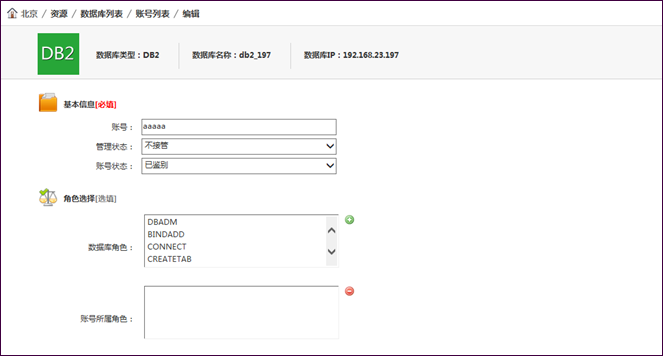 北京 / 资源 / 数据库列表 / 账号列表 / 编辑
DB2 数据库类型：DB2 数据库名称：db2_197 数据库IP：192.168.23.197
基本信息[必填]
账号： aaaaa
管理状态： 不接管
账号状态： 已鉴别
角色选择[选填]
数据库角色：
DBADM
BINDADD
CONNECT
CREATETAB
账号所属角色：